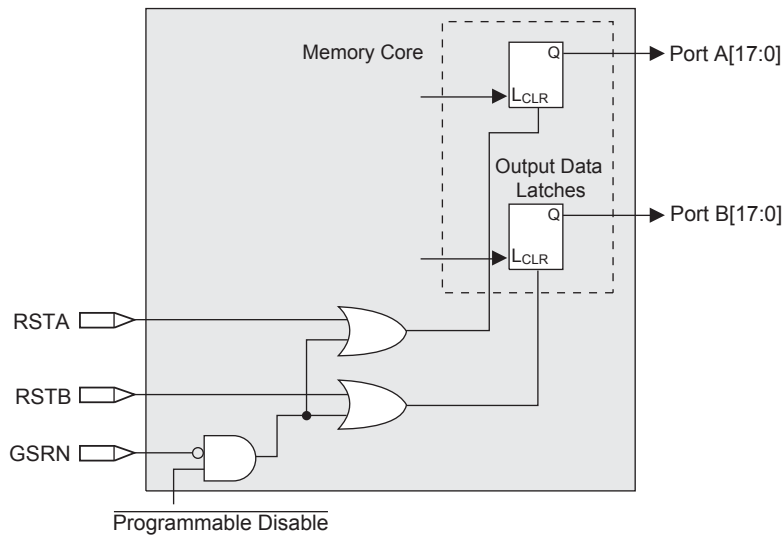 Memory Core
Q
Port A[17:0]
LCLR
Output Data
Latches
Q
Port B[17:0]
LCLR
RSTA
RSTB
GSRN
Programmable Disable